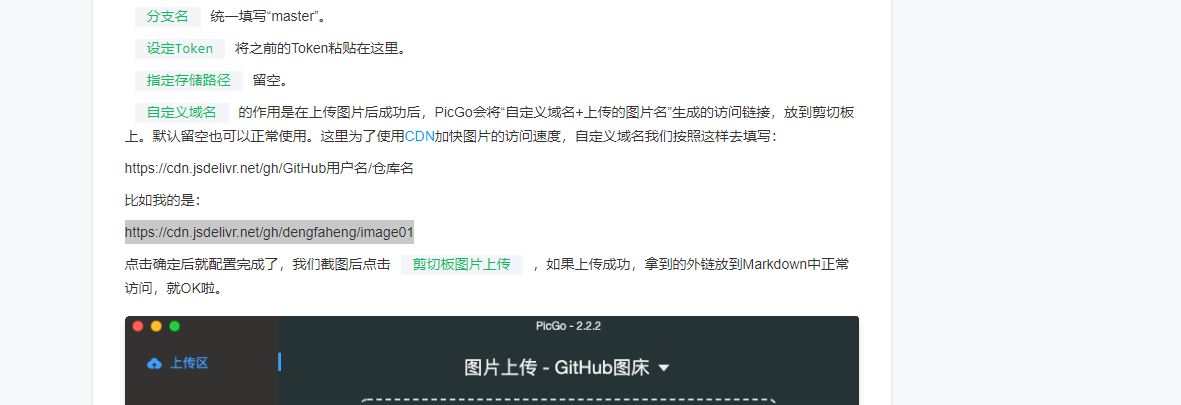 分支名 统一填写“master”。
设定Token 将之前的Token粘贴在这里。
指定存储路径 留空。
自定义域名 的作用是在上传图片后成功后，PicGo会将“自定义域名+上传的图片名”生成的访问链接，放到剪切板
上。默认留空也可以正常使用。这里为了使用CDN加快图片的访问速度，自定义域名我们按照这样去填写：
https://cdn.jsdelivr.net/gh/GitHub用户名/仓库名
比如我的是：
https://cdn.jsdelivr.net/gh/dengfaheng/image01
点击确定后就配置完成了，我们截图后点击 剪切板图片上传 ，如果上传成功，拿到的外链放到Markdown中正常
访问，就OK啦。
PicGo - 2.2.2
上传区
图片上传 - GitHub图床